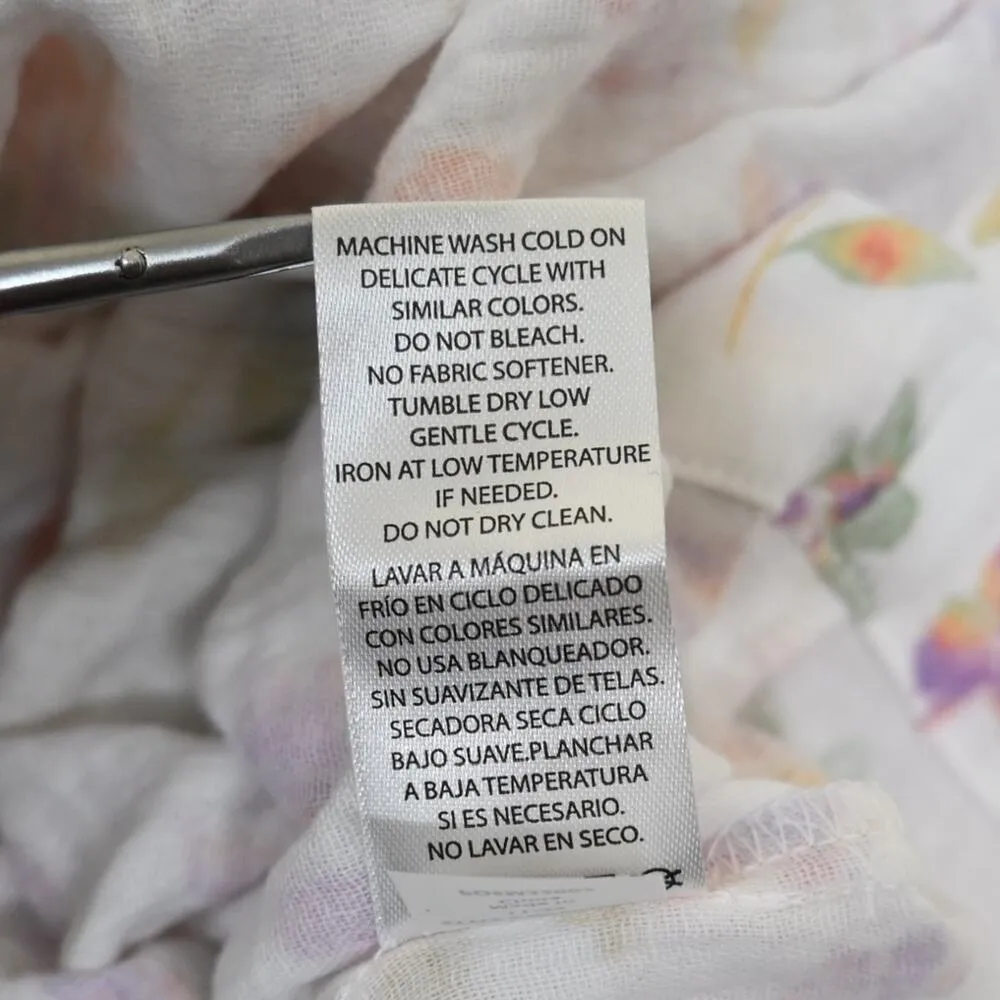 MACHINE WASH COLD ON
DELICATE CYCLE WITH
SIMILAR COLORS.
DO NOT BLEACH.
NO FABRIC SOFTENER.
TUMBLE DRY LOW
GENTLE CYCLE.
IRON AT LOW TEMPERATURE
IF NEEDED.
DO NOT DRY CLEAN.
LAVAR A MÁQUINA EN
FRÍO EN CICLO DELICADO
CON COLORES SIMILARES.
NO USA BLANQUEADOR.
SIN SUAVIZANTE DE TELAS.
SECADORA SECA CICLO
BAJO SUAVE.PLANCHAR
A BAJA TEMPERATURA
SI ES NECESARIO.
NO LAVAR EN SECO.